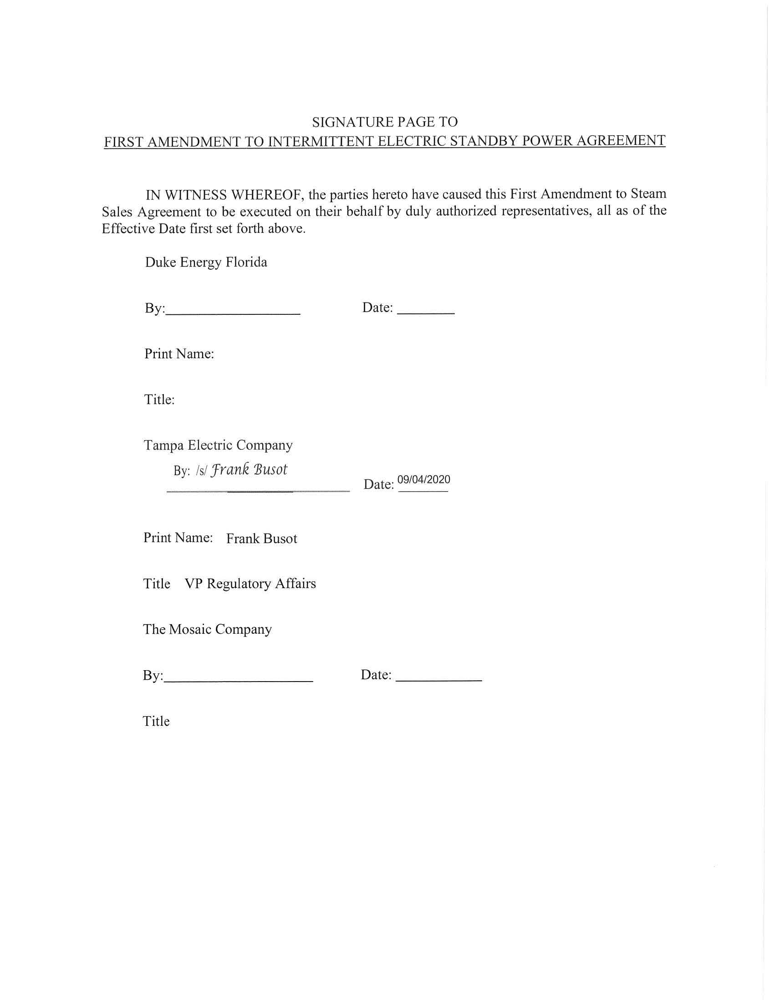 SIGNATURE PAGE TO
FIRST AMENDMENT TO INTERMITTENT ELECTRIC STANDBY POWER AGREEMENT
IN WITNESS WHEREOF, the parties hereto have caused this First Amendment to Steam
Sales Agreement to be executed on their behalf by duly authorized representatives, all as of the
Effective Date first set forth above.
Duke Energy Florida
By:____________________ Date: ________
Print Name:
Title:
Tampa Electric Company
By: /s/ Frank Busot
Date: 09/04/2020
Print Name: Frank Busot
Title VP Regulatory Affairs
The Mosaic Company
By:____________________ Date: ____________
Title